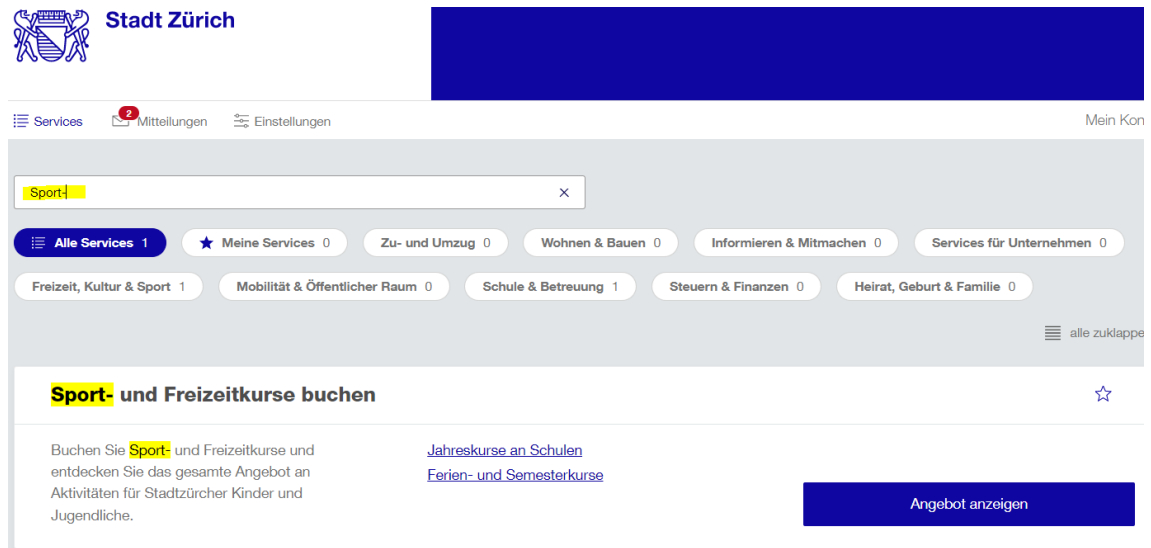 Stadt Zürich
Services 2 Mitteilungen Einstellungen Mein Kon
Sport-
Alle Services 1 Meine Services 0 Zu- und Umzug 0 Wohnen & Bauen 0 Informieren & Mitmachen 0 Services für Unternehmen 0
Freizeit, Kultur & Sport 1 Mobilität & Öffentlicher Raum 0 Schule & Betreuung 1 Steuern & Finanzen 0 Heirat, Geburt & Familie 0
alle zuklappe
Sport- und Freizeitkurse buchen
Buchen Sie Sport- und Freizeitkurse und
entdecken Sie das gesamte Angebot an
Aktivitäten für Stadtzürcher Kinder und
Jugendliche.
Jahreskurse an Schulen
Ferien- und Semesterkurse
Angebot anzeigen